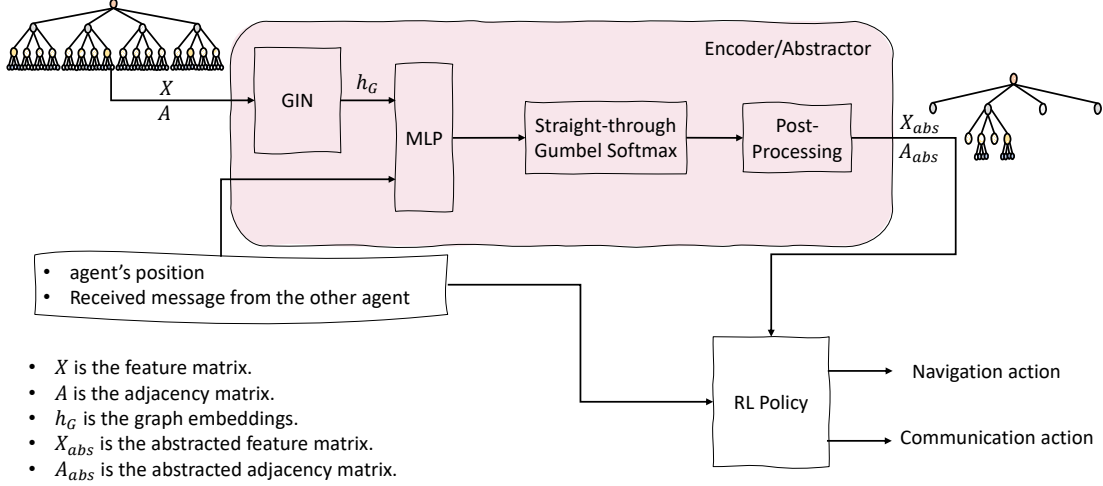 Encoder/Abstractor
X
A
GIN
h_G
MLP
Straight-through
Gumbel Softmax
Post-
Processing
X_abs
A_abs
• agent's position
• Received message from the other agent
• X is the feature matrix.
• A is the adjacency matrix.
• h_G is the graph embeddings.
• X_abs is the abstracted feature matrix.
• A_abs is the abstracted adjacency matrix.
RL Policy
Navigation action
Communication action